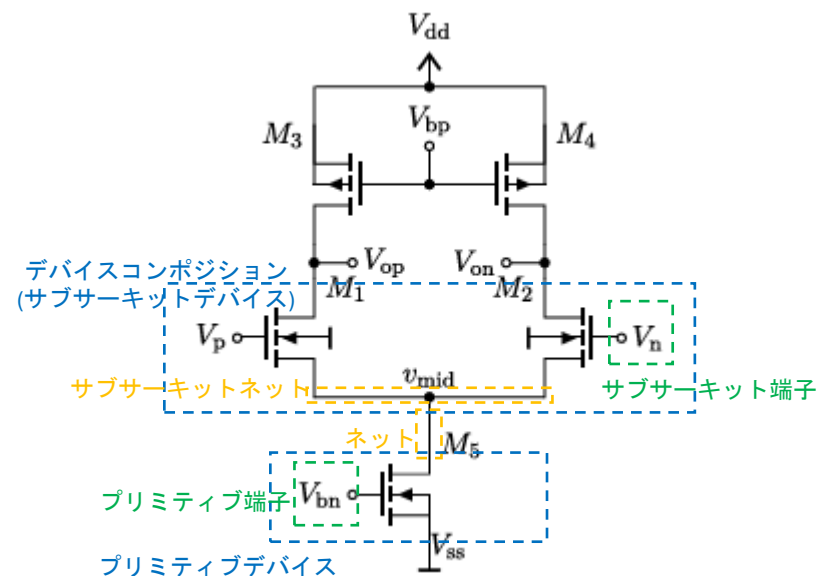 Vdd
Vbp
M3
M4
Vop
Von
デバイスコンポジション
(サブサーキットデバイス)
M1
M2
Vp
Vn
vmid
サブサーキットネット
サブサーキット端子
ネット
M5
プリミティブ端子
Vbn
Vss
プリミティブデバイス